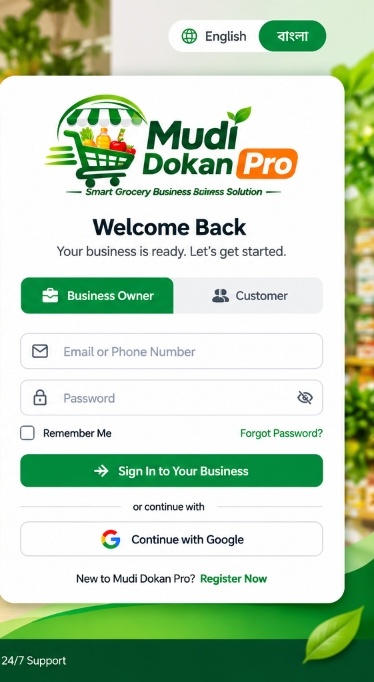 English বাংলা
Mudi
Dokan Pro
Smart Grocery Business Solution
Welcome Back
Your business is ready. Let's get started.
Business Owner Customer
Email or Phone Number
Password
Remember Me Forgot Password?
Sign In to Your Business
or continue with
Continue with Google
New to Mudi Dokan Pro? Register Now
24/7 Support